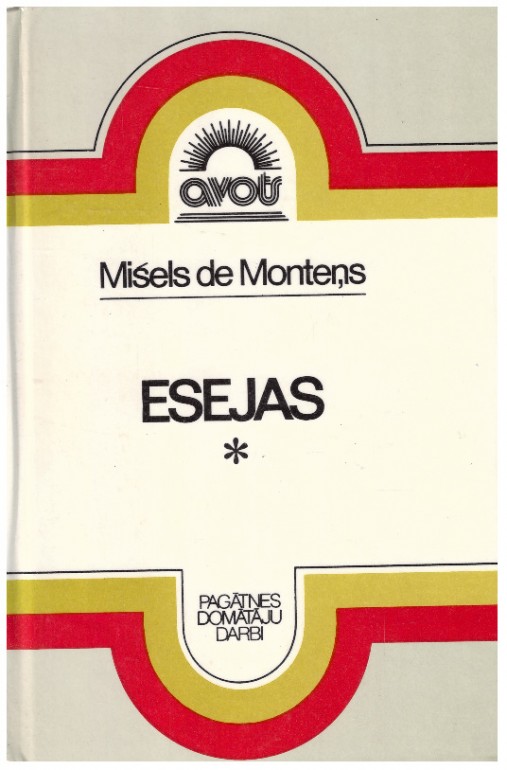 avots
Mišels de Monteņs
ESEJAS
*
PAGĀTNES
DOMĀTĀJU
DARBI